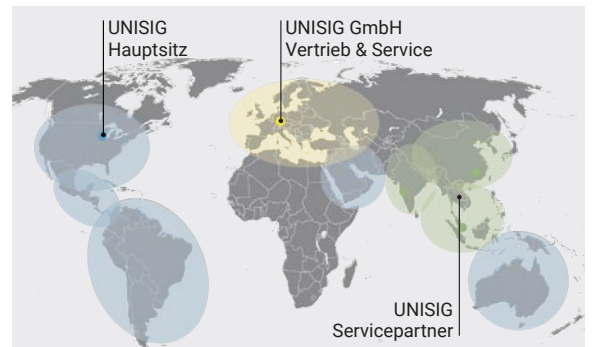 UNISIG
Hauptsitz
UNISIG GmbH
Vertrieb & Service
UNISIG
Servicepartner